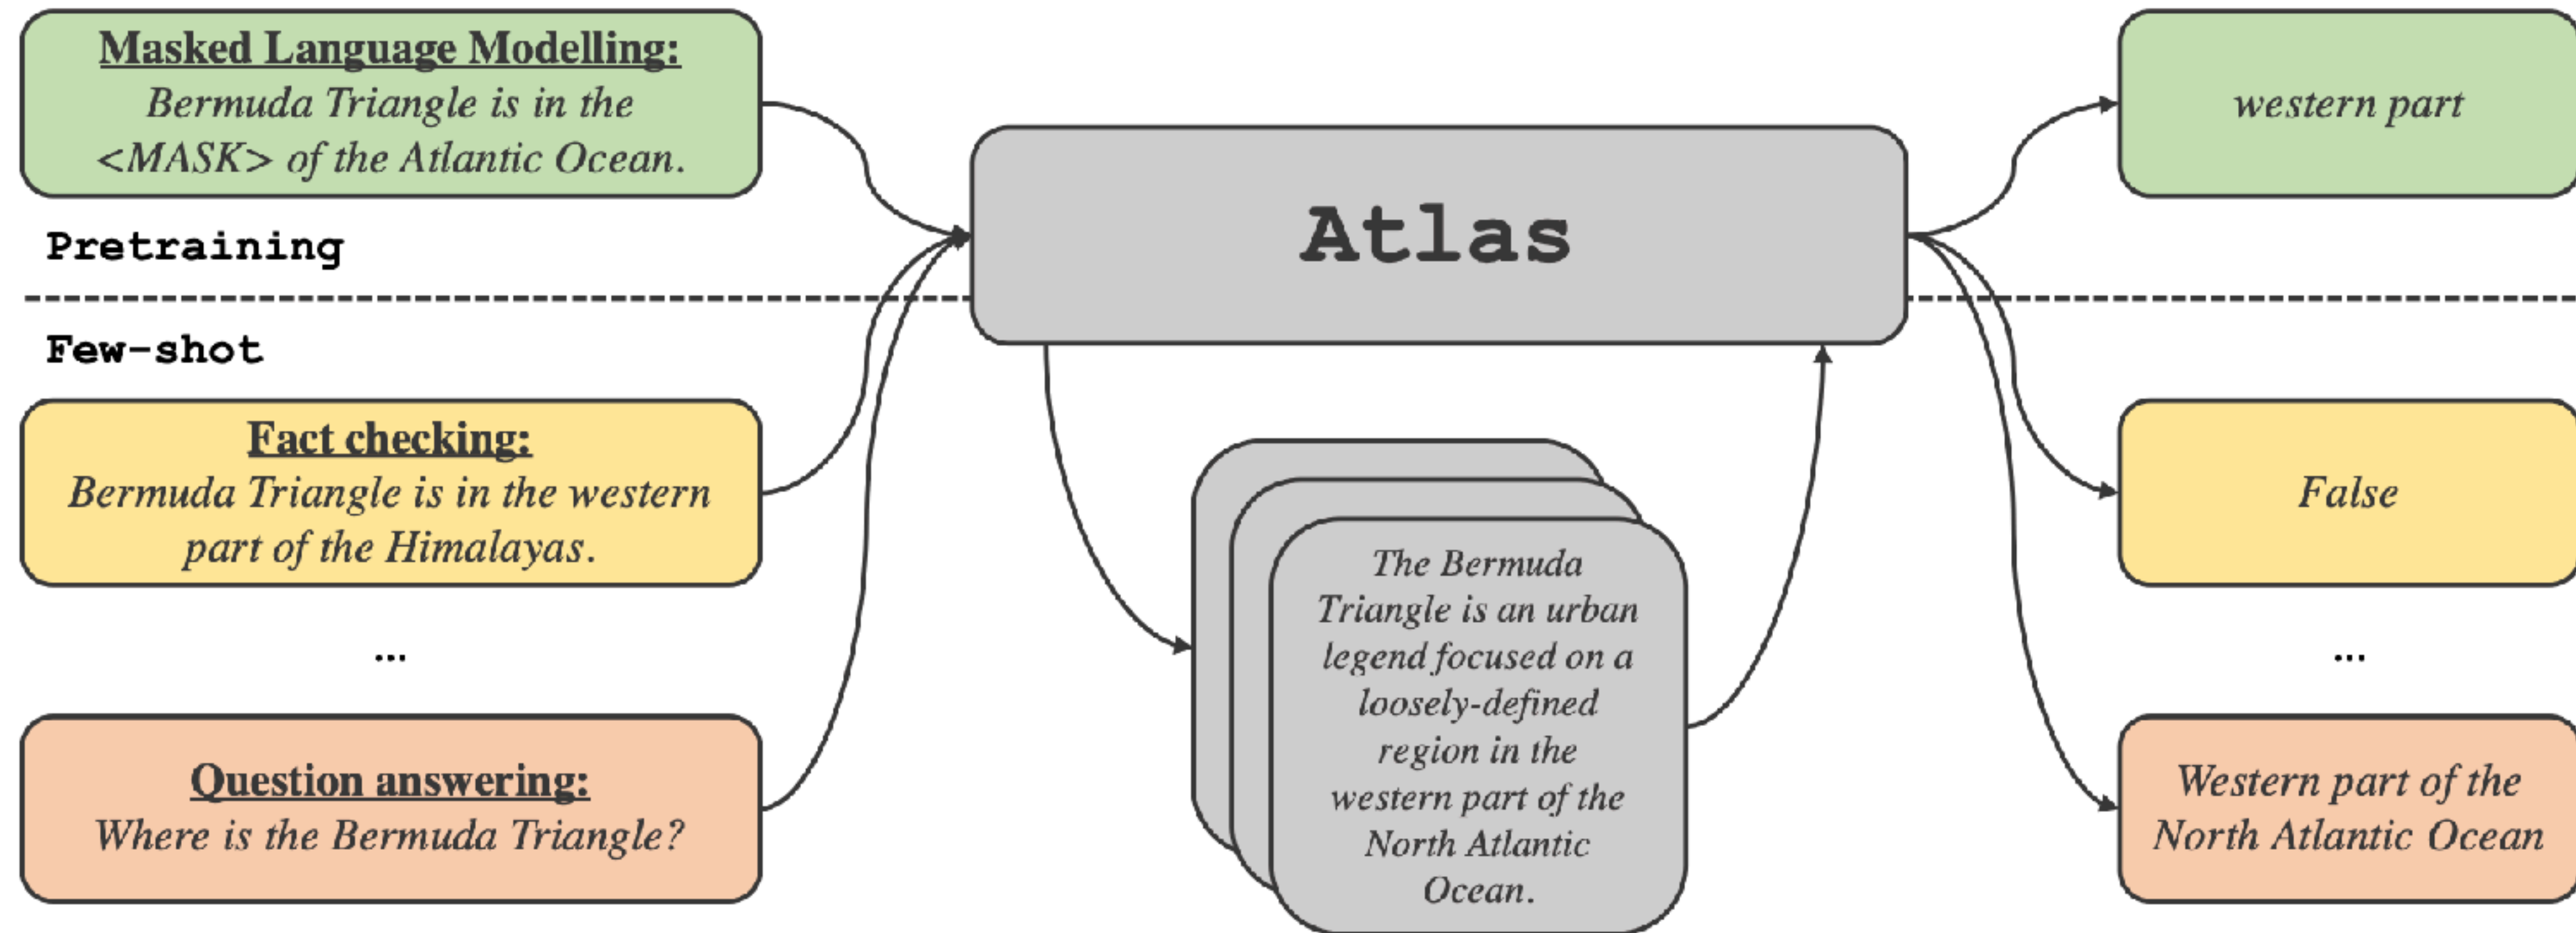 Masked Language Modelling:
Bermuda Triangle is in the
<MASK> of the Atlantic Ocean.
Pretraining
Few-shot
Fact checking:
Bermuda Triangle is in the western
part of the Himalayas.
...
Question answering:
Where is the Bermuda Triangle?
Atlas
The Bermuda
Triangle is an urban
legend focused on a
loosely-defined
region in the
western part of the
North Atlantic
Ocean.
western part
False
...
Western part of the
North Atlantic Ocean